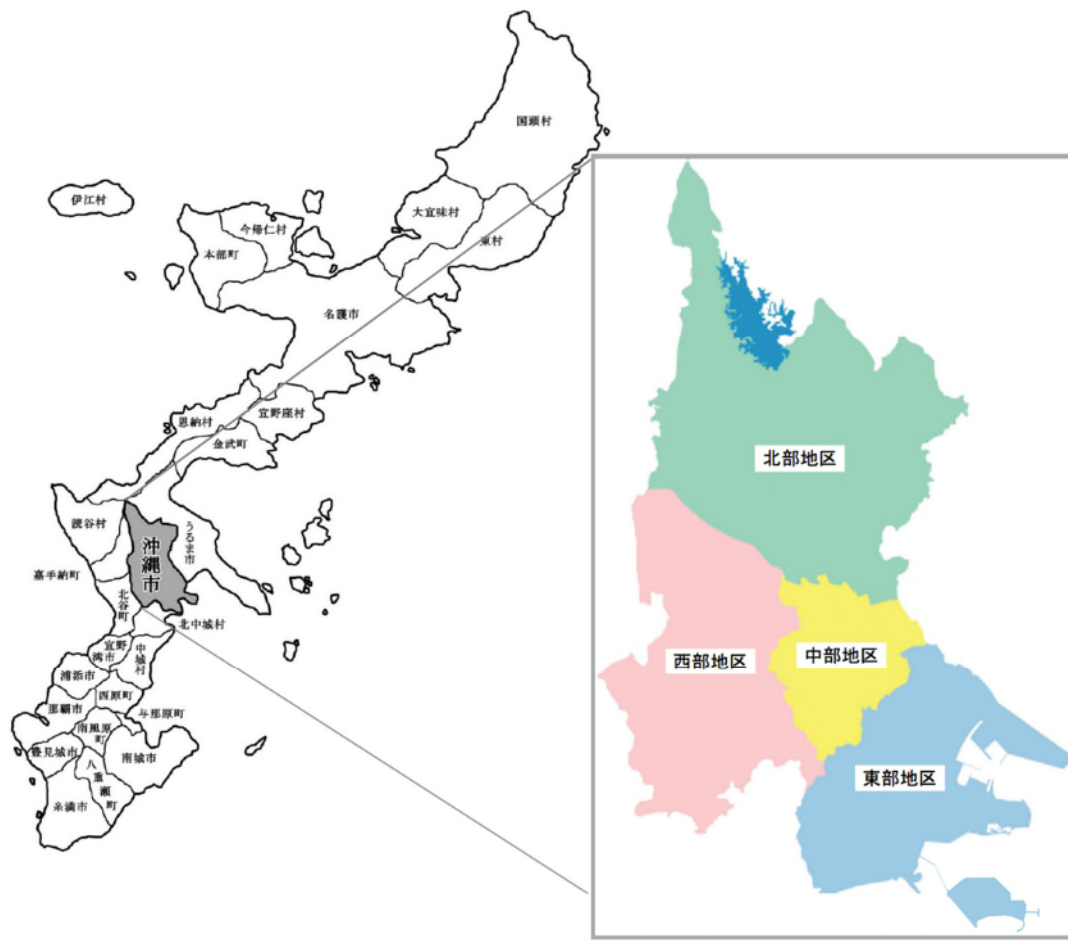 国頭村
伊江村
大宜味村
今帰仁村
東村
本部町
名護市
恩納村
宜野座村
金武町
読谷村
うるま市
沖縄市
嘉手納町
北谷町
北中城村
宜野
湾市
中城村
浦添市
西原町
那覇市
与那原町
南風原
町
豊見城市
南城市
八重瀬
町
糸満市
北部地区
西部地区
中部地区
東部地区